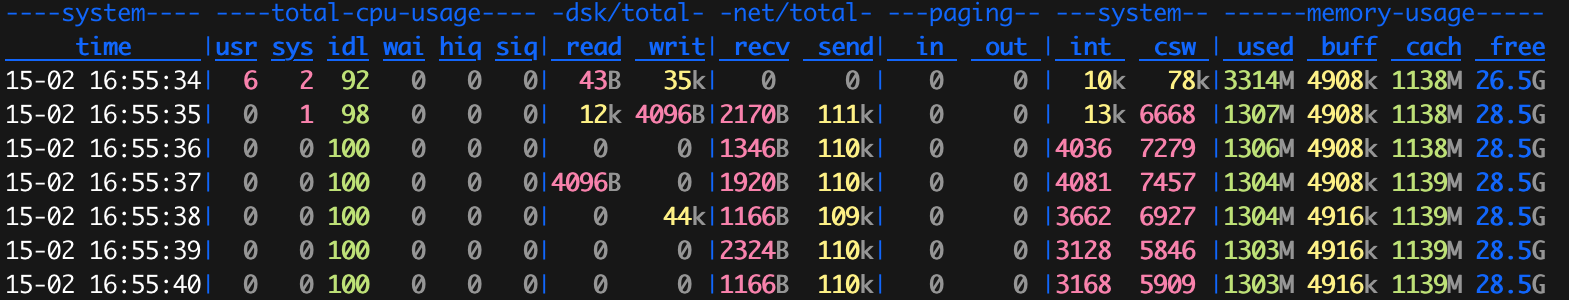 ----system---- ----total-cpu-usage---- -dsk/total- -net/total- ---paging-- ---system-- ------memory-usage-----
     time     |usr sys idl wai hiq siq| read  writ| recv  send|  in   out | int   csw | used  buff  cach  free
15-02 16:55:34|  6   2  92   0   0   0|  43B   35k|   0     0 |   0     0 |  10k   78k|3314M 4908k 1138M 26.5G
15-02 16:55:35|  0   1  98   0   0   0|  12k 4096B|2170B  111k|   0     0 |  13k 6668 |1307M 4908k 1138M 28.5G
15-02 16:55:36|  0   0 100   0   0   0|   0     0 |1346B  110k|   0     0 |4036  7279 |1306M 4908k 1138M 28.5G
15-02 16:55:37|  0   0 100   0   0   0|4096B    0 |1920B  110k|   0     0 |4081  7457 |1304M 4908k 1139M 28.5G
15-02 16:55:38|  0   0 100   0   0   0|   0    44k|1166B  109k|   0     0 |3662  6927 |1304M 4916k 1139M 28.5G
15-02 16:55:39|  0   0 100   0   0   0|   0     0 |2324B  110k|   0     0 |3128  5846 |1303M 4916k 1139M 28.5G
15-02 16:55:40|  0   0 100   0   0   0|   0     0 |1166B  110k|   0     0 |3168  5909 |1303M 4916k 1139M 28.5G